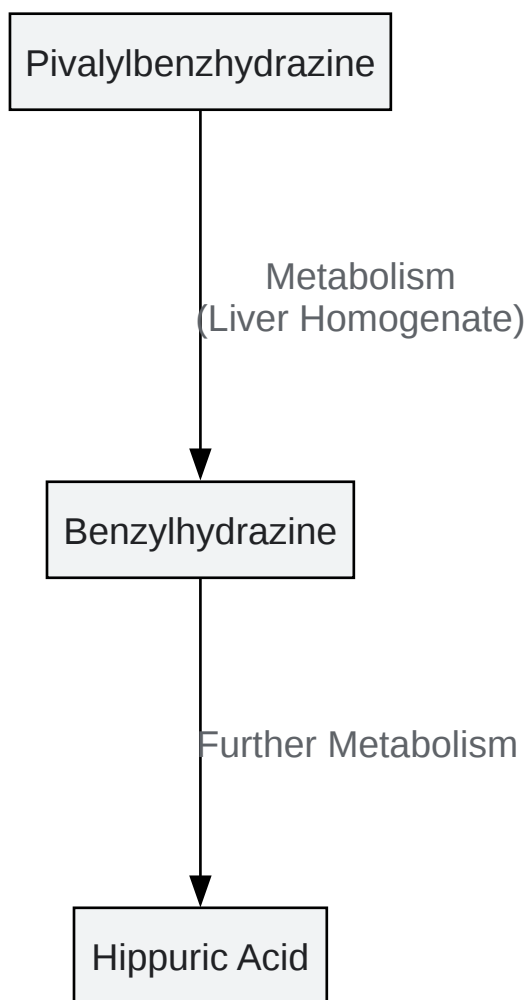 Pivalylbenzhydrazine
Metabolism
(Liver Homogenate)
Benzylhydrazine
Further Metabolism
Hippuric Acid